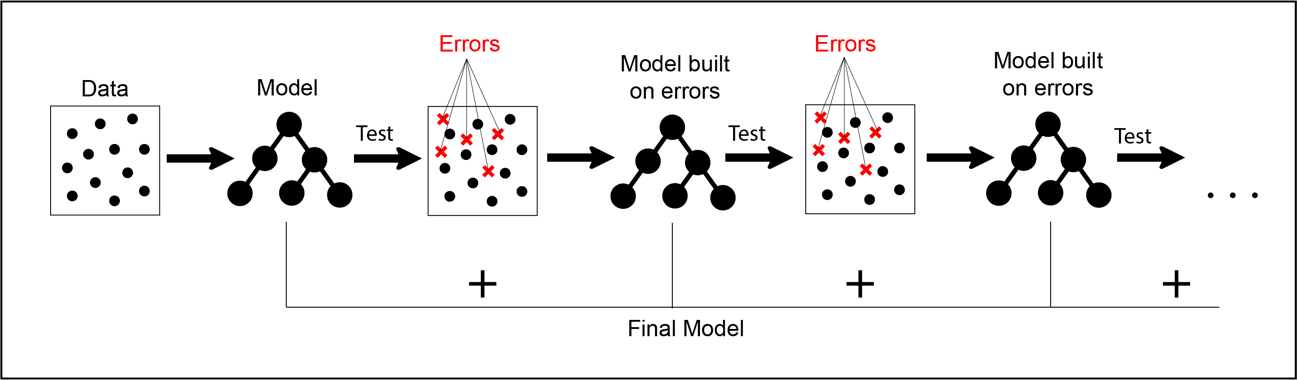 Data
Model
Test
Errors
Model built
on errors
Test
Errors
Model built
on errors
Test
. . .
+
+
+
Final Model